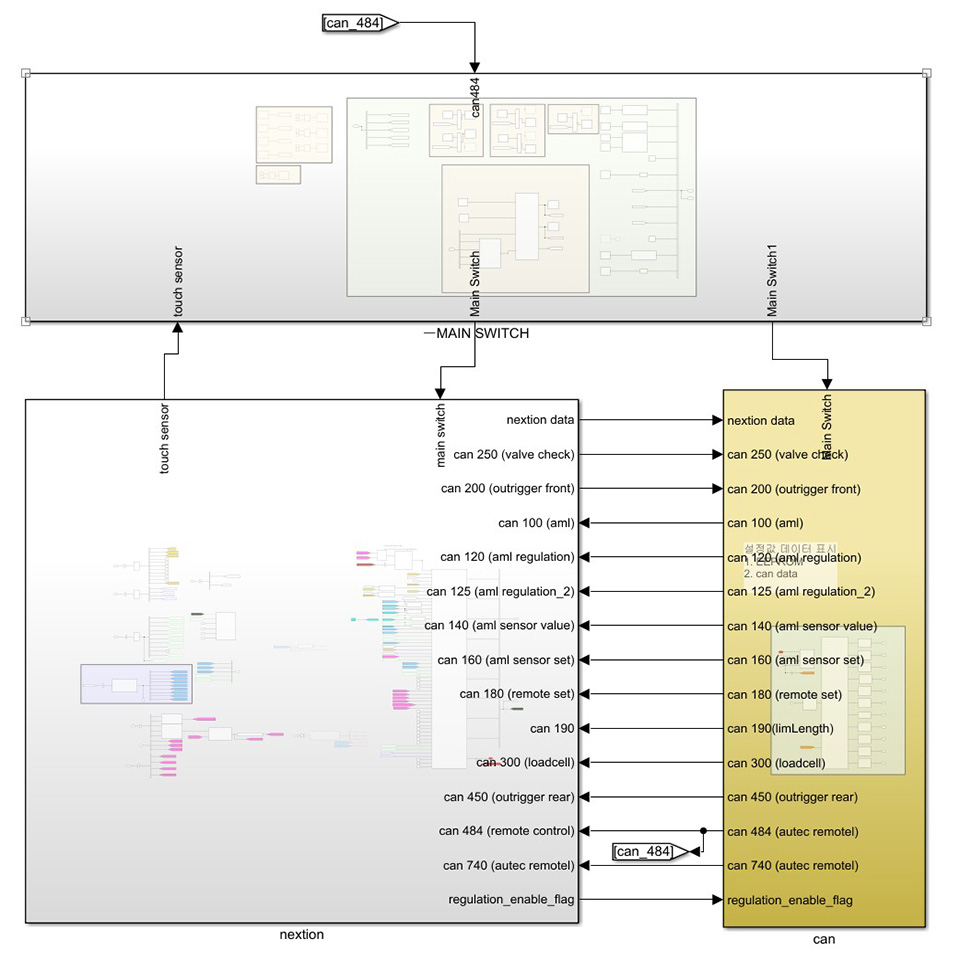 [can_484]
can484
touch sensor
Main Switch
Main Switch1
MAIN SWITCH
touch sensor
main switch
Main Switch
nextion data
can 250 (valve check)
can 200 (outrigger front)
can 100 (aml)
can 120 (aml regulation)
can 125 (aml regulation_2)
can 140 (aml sensor value)
can 160 (aml sensor set)
can 180 (remote set)
can 190
can 300 (loadcell)
can 450 (outrigger rear)
can 484 (remote control)
can 740 (autec remotel)
regulation_enable_flag
nextion
[can_484]
nextion data
can 250 (valve check)
can 200 (outrigger front)
can 100 (aml)
설정값 데이터 표시
can 120 (aml regulation)
1. EEPROM
2. can data
can 125 (aml regulation_2)
can 140 (aml sensor value)
can 160 (aml sensor set)
can 180 (remote set)
can 190(limLength)
can 300 (loadcell)
can 450 (outrigger rear)
can 484 (autec remotel)
can 740 (autec remotel)
regulation_enable_flag
can